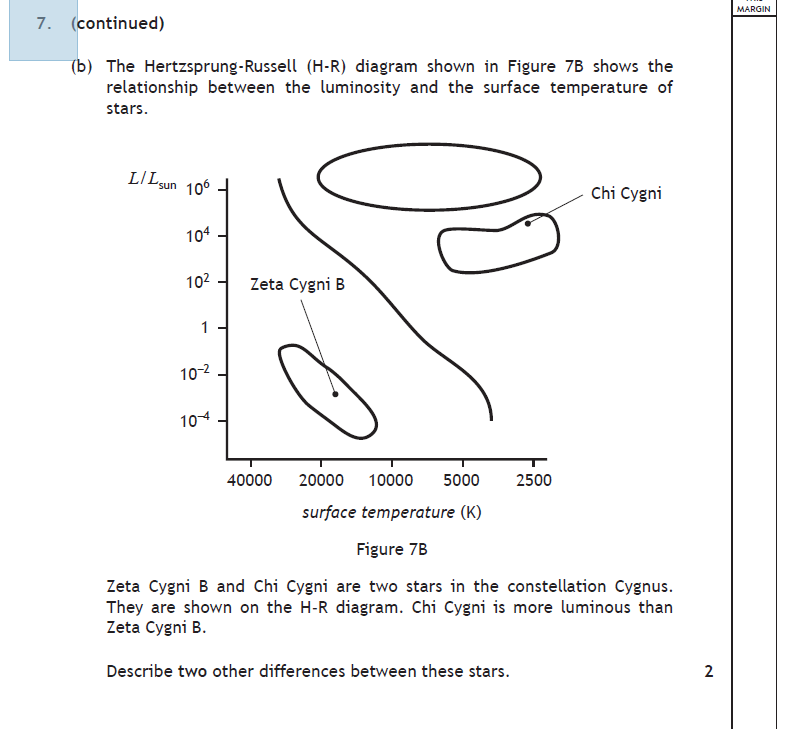 MARGIN
7. (continued)
(b) The Hertzsprung-Russell (H-R) diagram shown in Figure 7B shows the
relationship between the luminosity and the surface temperature of
stars.
L/Lsun 10⁶
Chi Cygni
10⁴
10² Zeta Cygni B
1
10⁻²
10⁻⁴
40000 20000 10000 5000 2500
surface temperature (K)
Figure 7B
Zeta Cygni B and Chi Cygni are two stars in the constellation Cygnus.
They are shown on the H-R diagram. Chi Cygni is more luminous than
Zeta Cygni B.
Describe two other differences between these stars. 2